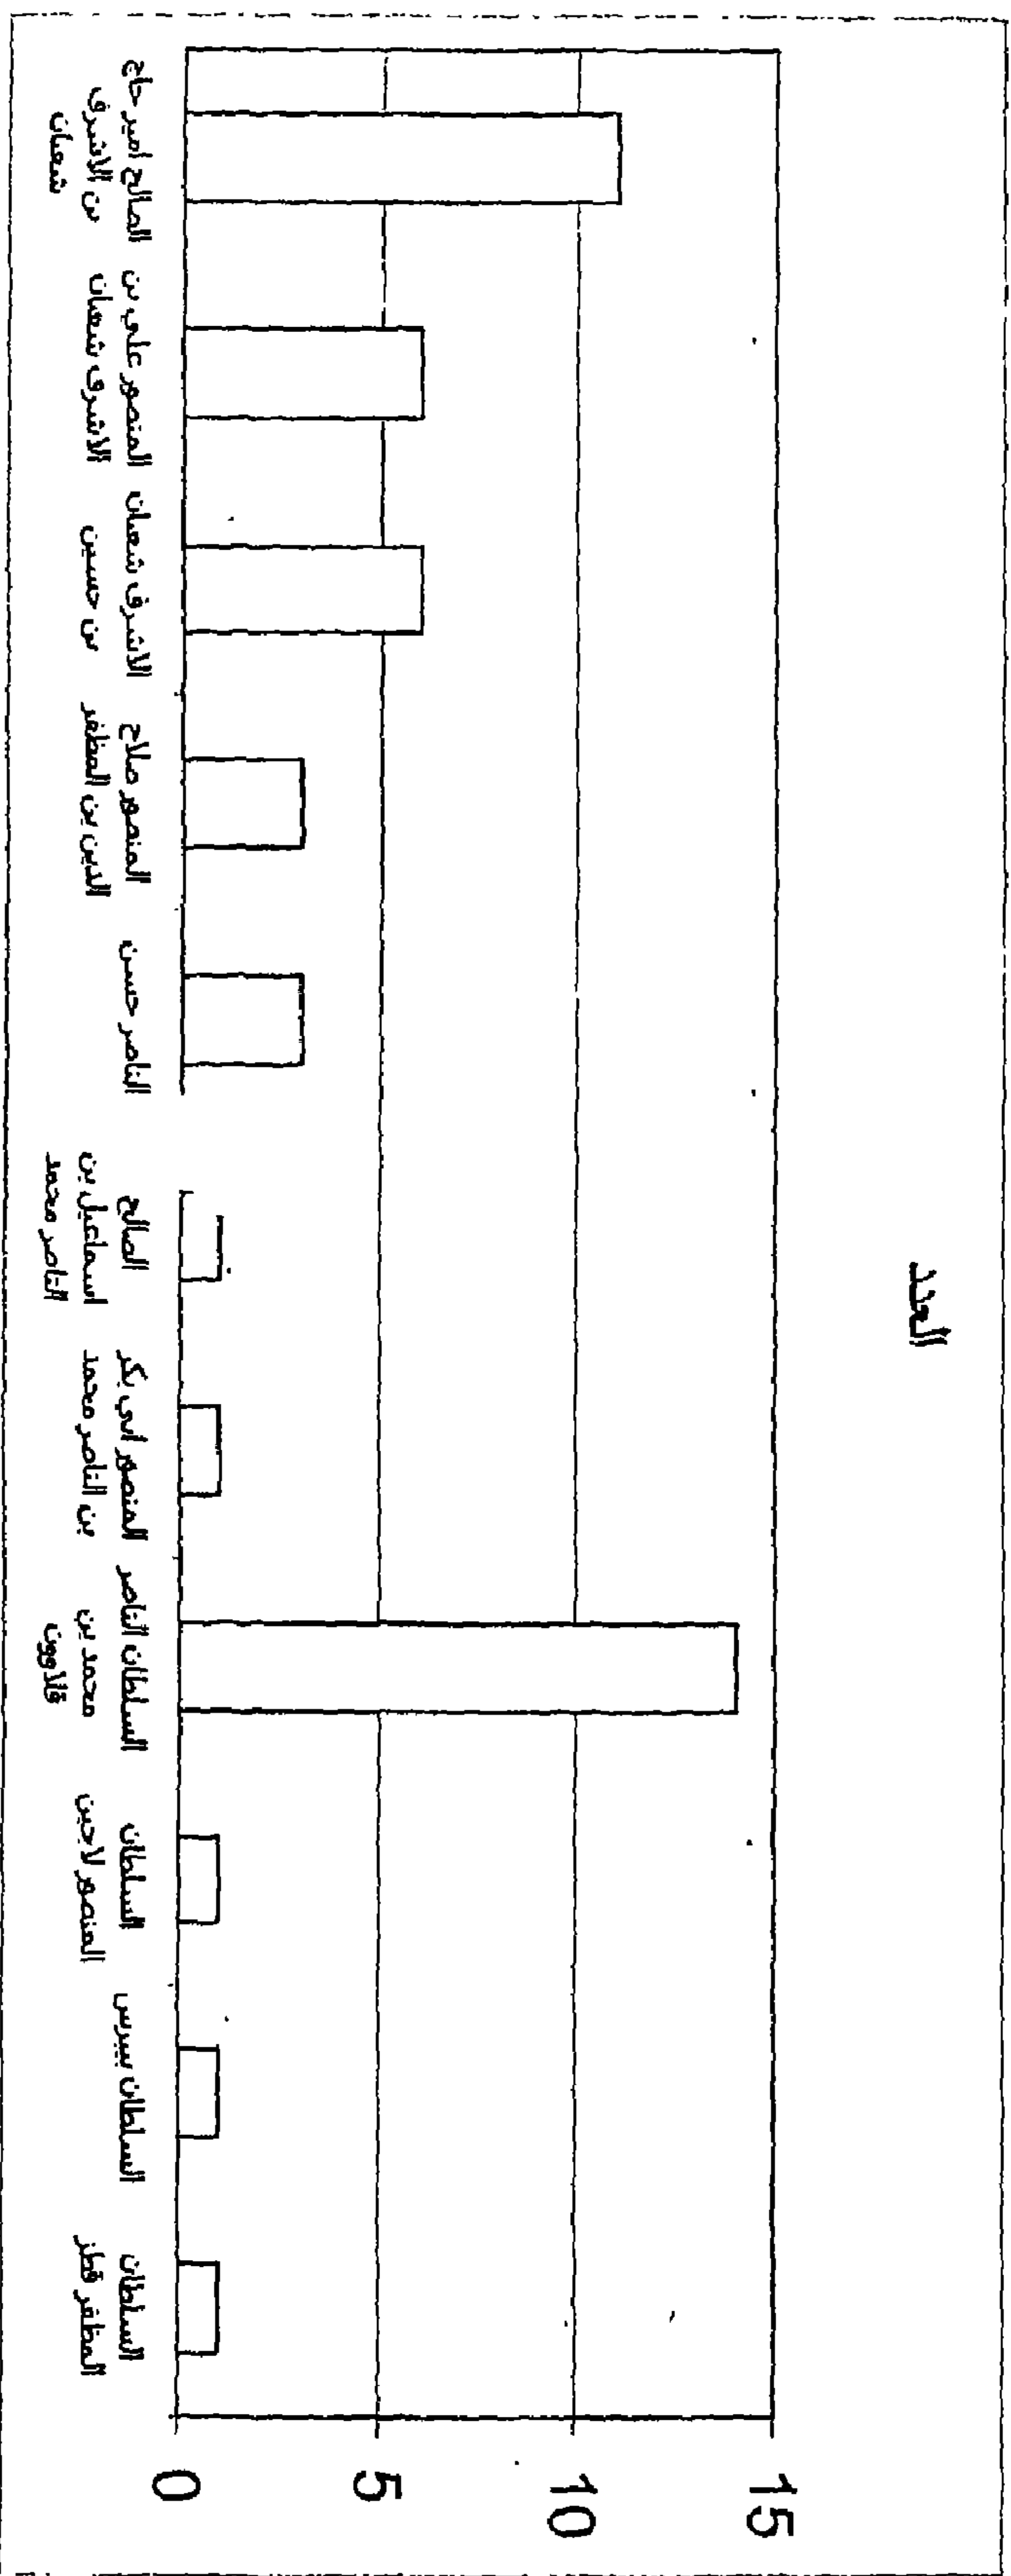 العدد
15
10
5
0
السلطان
المظفر قطز
السلطان بيبرس
السلطان
المنصور لاجين
السلطان الناصر
محمد بن
قلاوون
المنصور أبي بكر
بن الناصر محمد
الصالح
اسماعيل بن
الناصر محمد
الناصر حسن
المنصور صلاح
الدين بن المظفر
الاشرف شعبان
بن حسين
المنصور علي بن
الاشرف شعبان
الصالح امير حاج
بن الاشرف
شعبان